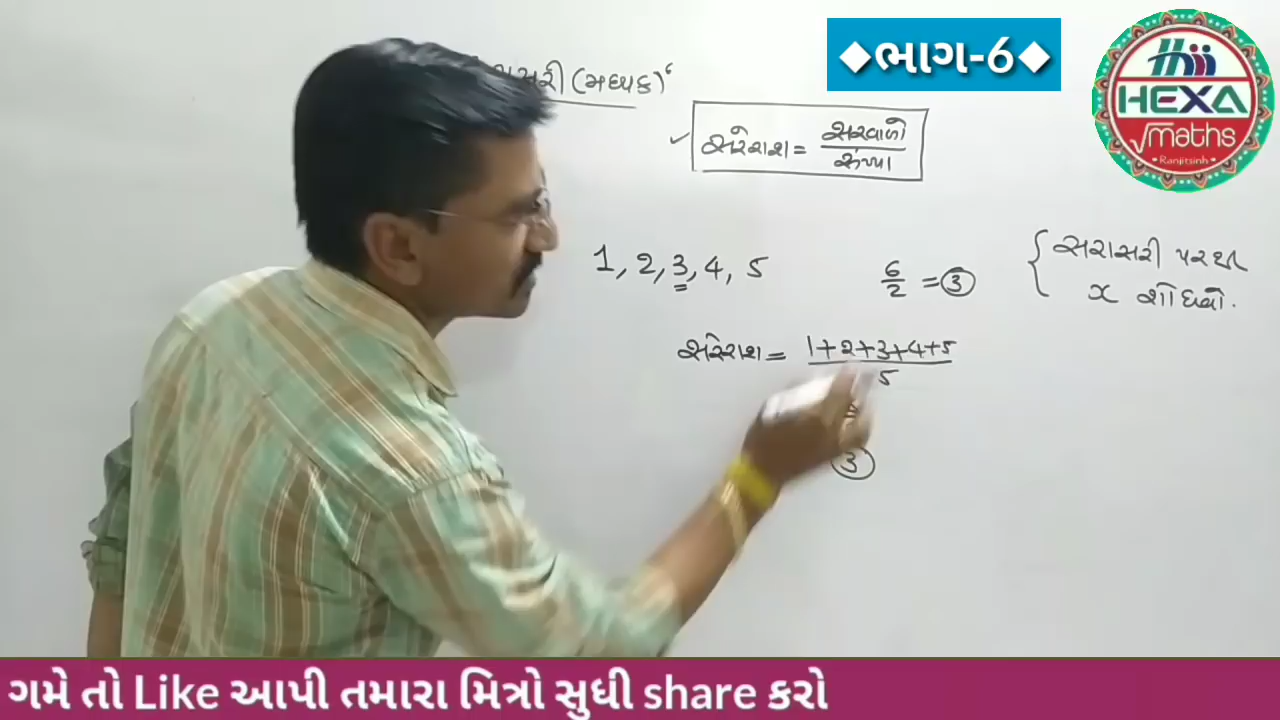 ◆ભાગ-6◆
HEXA
maths
Ranjitsinh
સરાસરી (મધ્યક)
સરેરાશ = સરવાળો / સંખ્યા
1, 2, 3, 4, 5
6/2 = 3
{ સરાસરી પરથી
x શોધવો.
સરેરાશ = 1+2+3+4+5 / 5
3
ગમે તો Like આપી તમારા મિત્રો સુધી share કરો